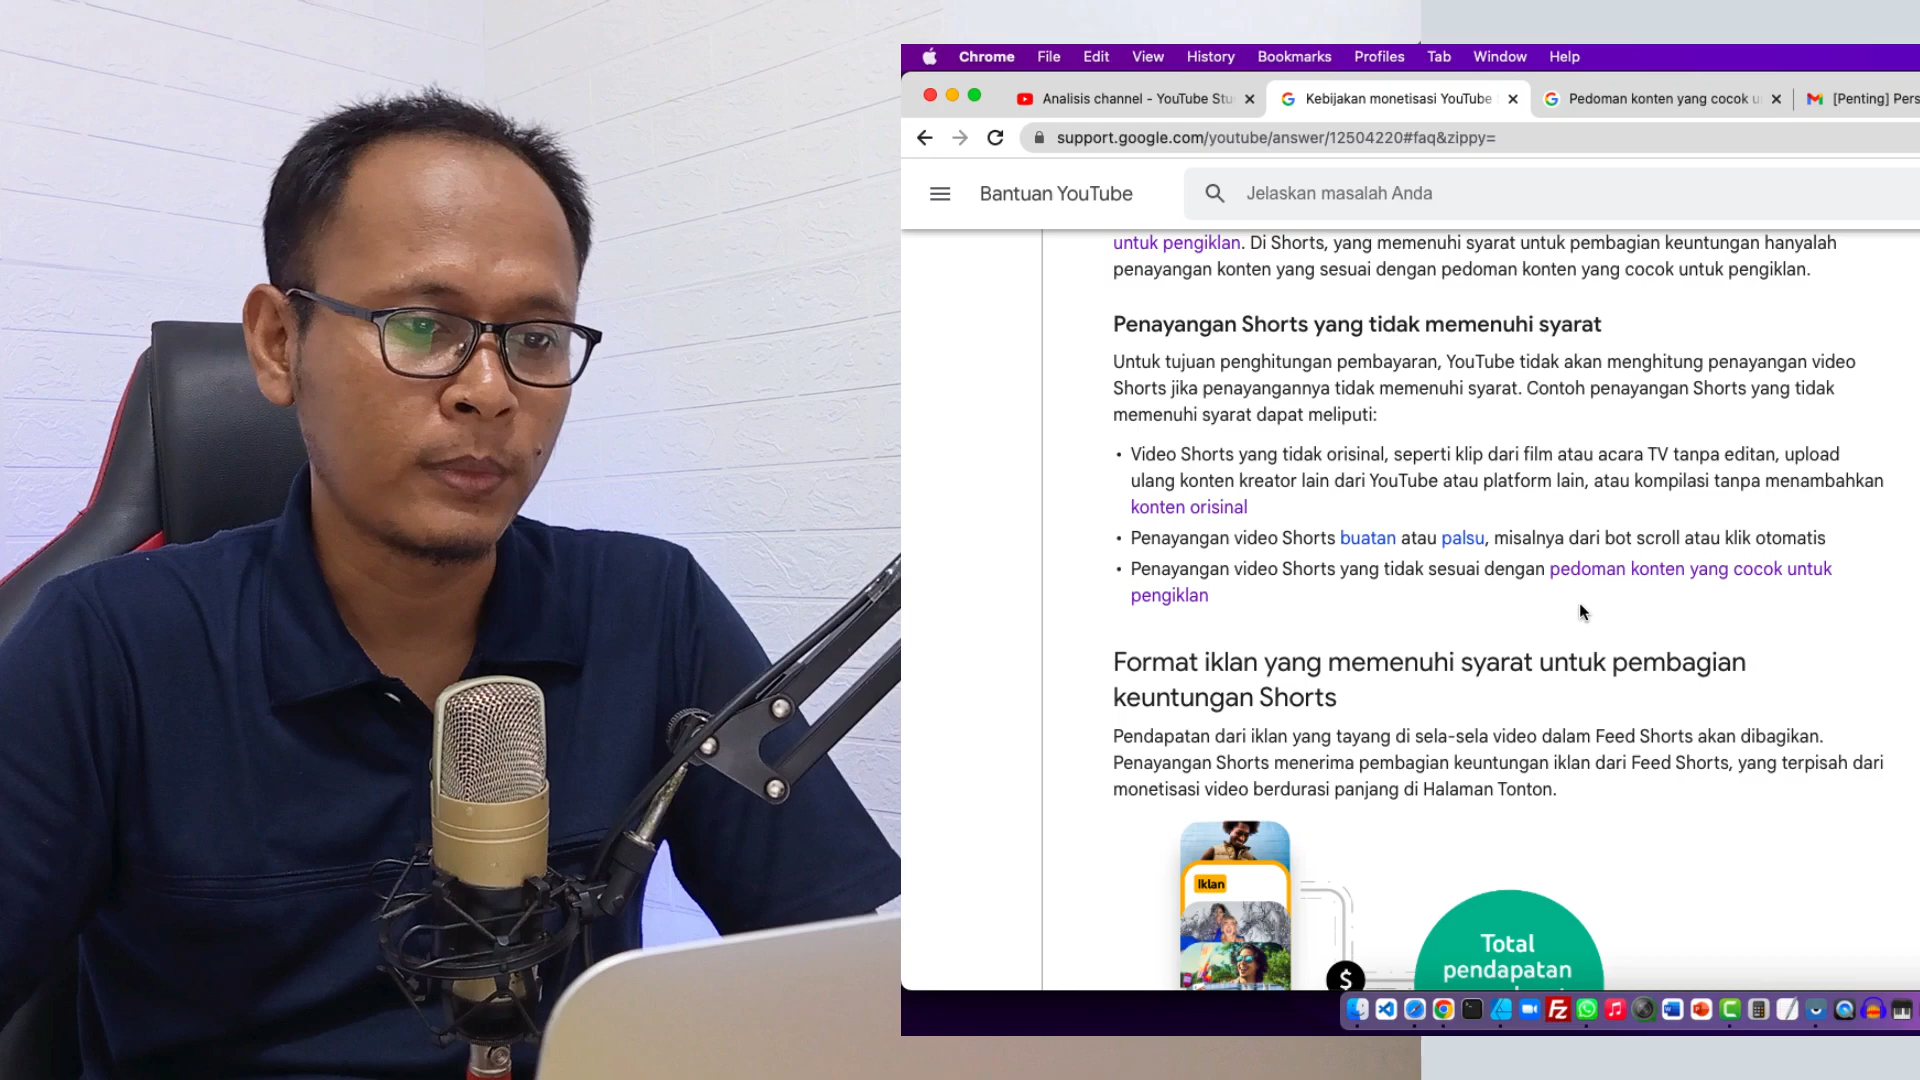 Chrome File Edit View History Bookmarks Profiles Tab Window Help
Analisis channel - YouTube Stu
Kebijakan monetisasi YouTube
Pedoman konten yang cocok u
[Penting] Pers
support.google.com/youtube/answer/12504220#faq&zippy=
Bantuan YouTube
Jelaskan masalah Anda
untuk pengiklan. Di Shorts, yang memenuhi syarat untuk pembagian keuntungan hanyalah
penayangan konten yang sesuai dengan pedoman konten yang cocok untuk pengiklan.
Penayangan Shorts yang tidak memenuhi syarat
Untuk tujuan penghitungan pembayaran, YouTube tidak akan menghitung penayangan video
Shorts jika penayangannya tidak memenuhi syarat. Contoh penayangan Shorts yang tidak
memenuhi syarat dapat meliputi:
• Video Shorts yang tidak orisinal, seperti klip dari film atau acara TV tanpa editan, upload
ulang konten kreator lain dari YouTube atau platform lain, atau kompilasi tanpa menambahkan
konten orisinal
• Penayangan video Shorts buatan atau palsu, misalnya dari bot scroll atau klik otomatis
• Penayangan video Shorts yang tidak sesuai dengan pedoman konten yang cocok untuk
pengiklan
Format iklan yang memenuhi syarat untuk pembagian
keuntungan Shorts
Pendapatan dari iklan yang tayang di sela-sela video dalam Feed Shorts akan dibagikan.
Penayangan Shorts menerima pembagian keuntungan iklan dari Feed Shorts, yang terpisah dari
monetisasi video berdurasi panjang di Halaman Tonton.
Iklan
$
Total
pendapatan
FZ